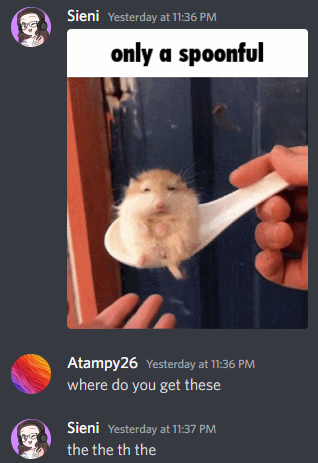 Sieni Yesterday at 11:36 PM
only a spoonful
Atampy26 Yesterday at 11:36 PM
where do you get these
Sieni Yesterday at 11:37 PM
the the th the